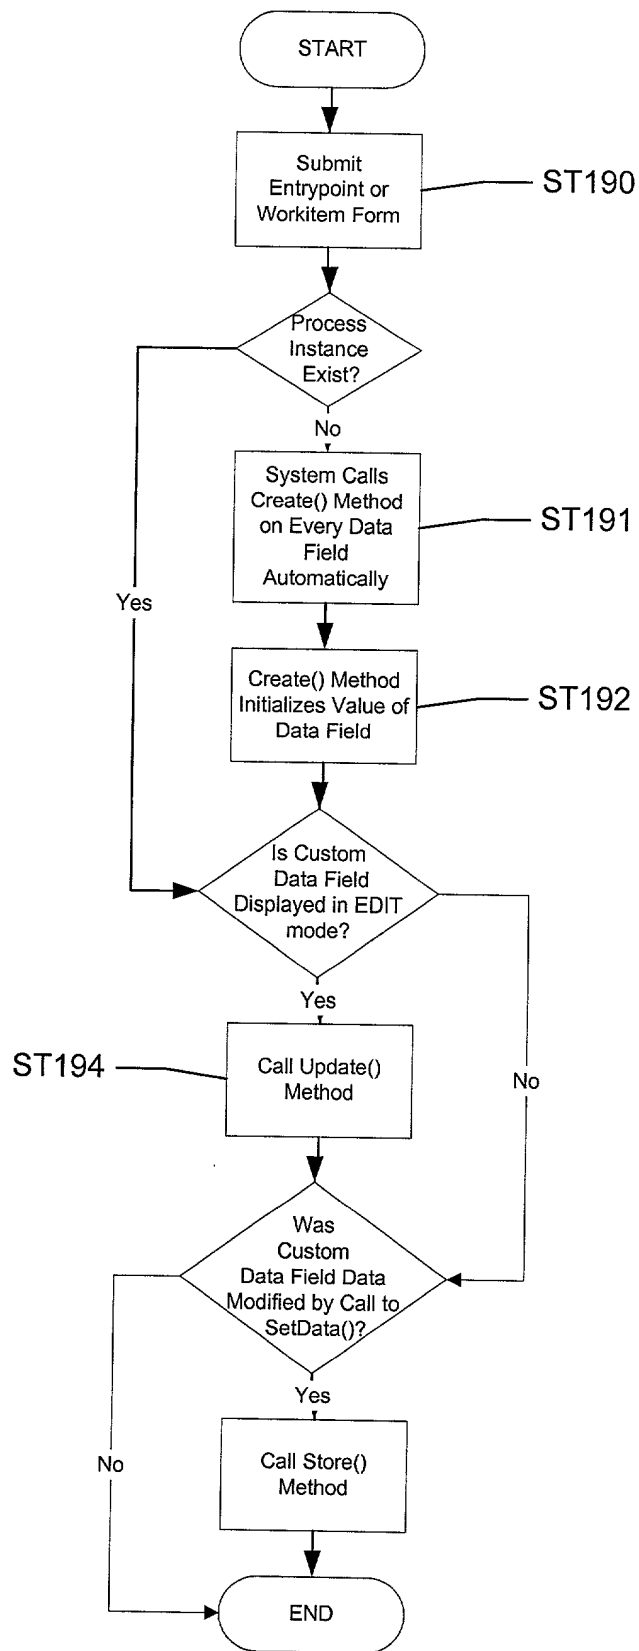 START
Submit
Entrypoint or
Workitem Form
ST190
Process
Instance
Exist?
No
System Calls
Create() Method
on Every Data
Field
Automatically
ST191
Yes
Create() Method
Initializes Value of
Data Field
ST192
Is Custom
Data Field
Displayed in EDIT
mode?
Yes
ST194
Call Update()
Method
No
Was
Custom
Data Field Data
Modified by Call to
SetData()?
Yes
No
Call Store()
Method
END